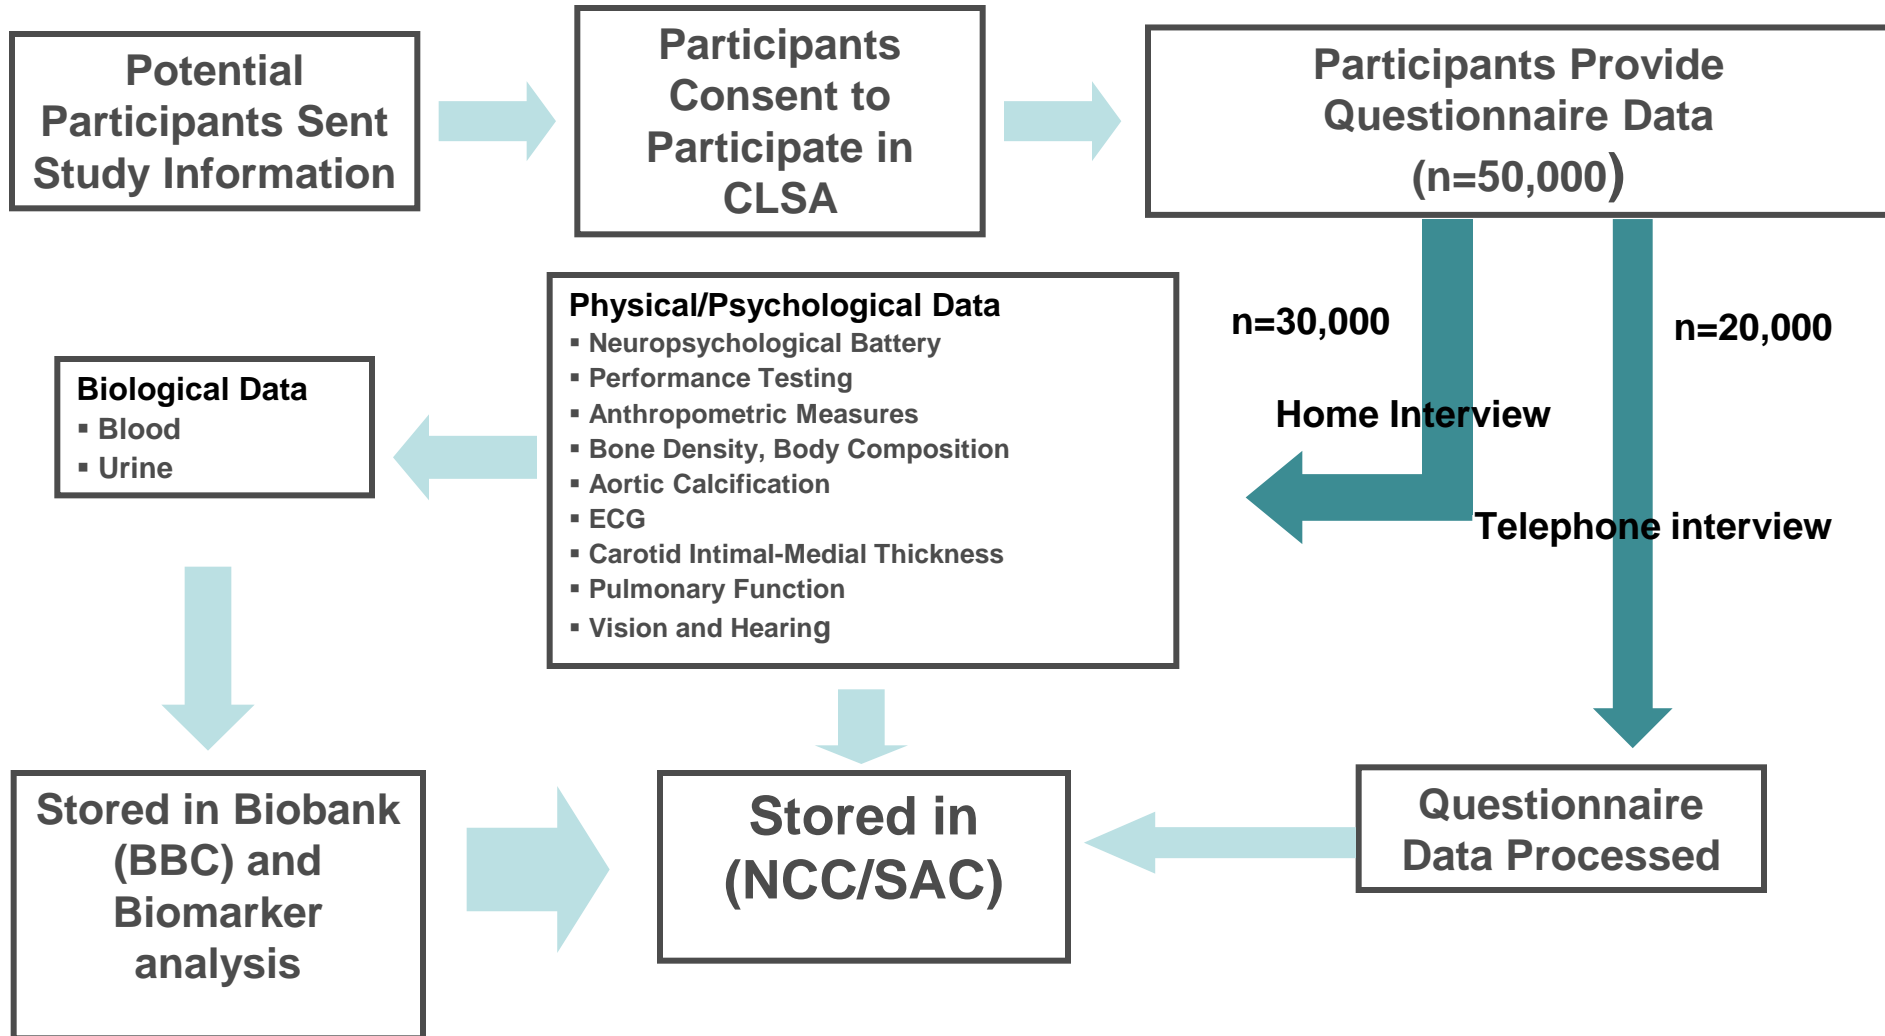 Potential
Participants Sent
Study Information
Participants
Consent to
Participate in
CLSA
Participants Provide
Questionnaire Data
(n=50,000)
n=30,000
n=20,000
Home Interview
Telephone interview
Physical/Psychological Data
▪ Neuropsychological Battery
▪ Performance Testing
▪ Anthropometric Measures
▪ Bone Density, Body Composition
▪ Aortic Calcification
▪ ECG
▪ Carotid Intimal-Medial Thickness
▪ Pulmonary Function
▪ Vision and Hearing
Biological Data
▪ Blood
▪ Urine
Stored in Biobank
(BBC) and
Biomarker
analysis
Stored in
(NCC/SAC)
Questionnaire
Data Processed